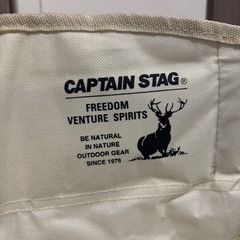 CAPTAIN STAG®
FREEDOM
VENTURE SPIRITS
BE NATURAL
IN NATURE
OUTDOOR GEAR
SINCE 1976